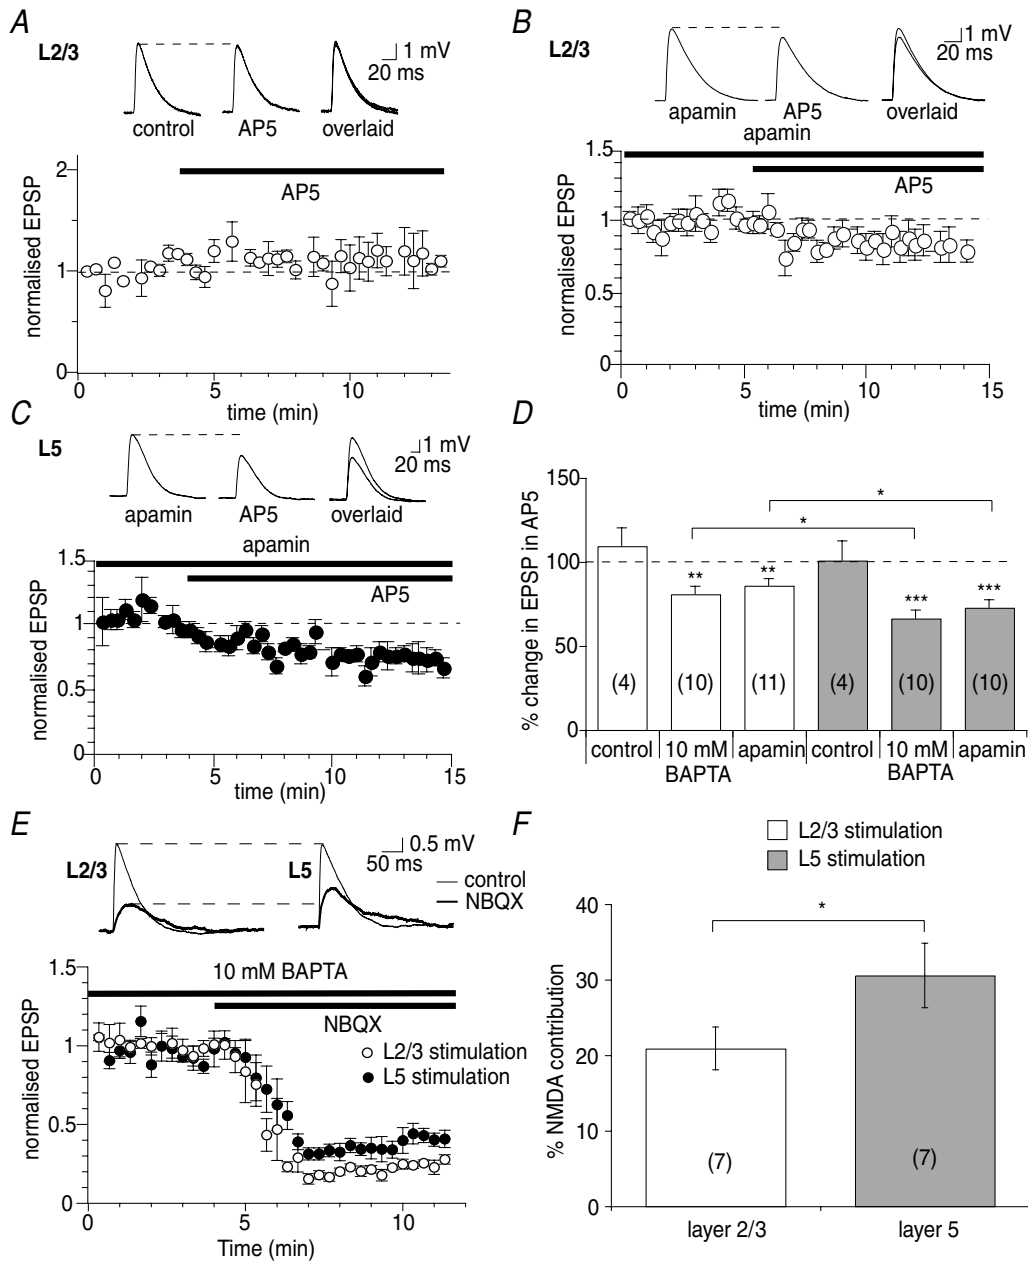 A
L2/3
1 mV
20 ms
control
AP5
overlaid
normalised EPSP
2
1
0
AP5
0
5
10
time (min)
B
L2/3
1 mV
20 ms
apamin
AP5
overlaid
apamin
normalised EPSP
1.5
1
0.5
0
AP5
0
5
10
15
time (min)
C
L5
1 mV
20 ms
apamin
AP5
overlaid
apamin
normalised EPSP
1.5
1
0.5
0
AP5
0
5
10
15
time (min)
D
% change in EPSP in AP5
150
100
50
0
*
*
** ** *** ***
(4) (10) (11) (4) (10) (10)
control
10 mM BAPTA
apamin
control
10 mM BAPTA
apamin
L2/3 stimulation
L5 stimulation
E
L2/3
L5
0.5 mV
50 ms
control
NBQX
normalised EPSP
1.5
1
0.5
0
10 mM BAPTA
NBQX
L2/3 stimulation
L5 stimulation
0
5
10
Time (min)
F
% NMDA contribution
40
30
20
10
0
*
(7) (7)
layer 2/3
layer 5